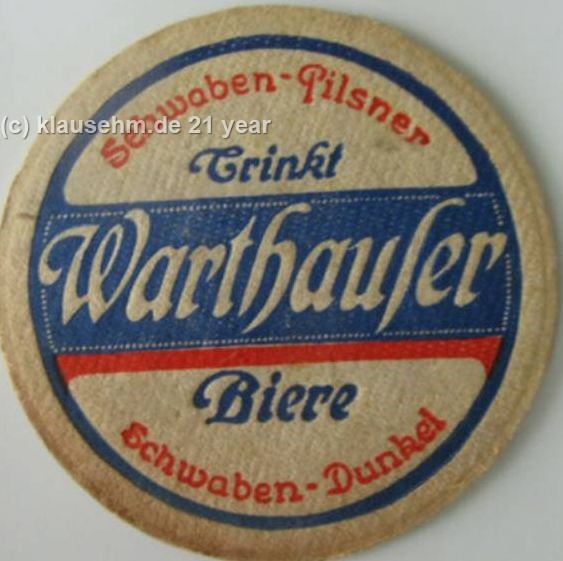 Schwaben-Pilsner
(c) klausehm.de 21 year
Trinkt
Warthauſer
Biere
Schwaben-Dunkel